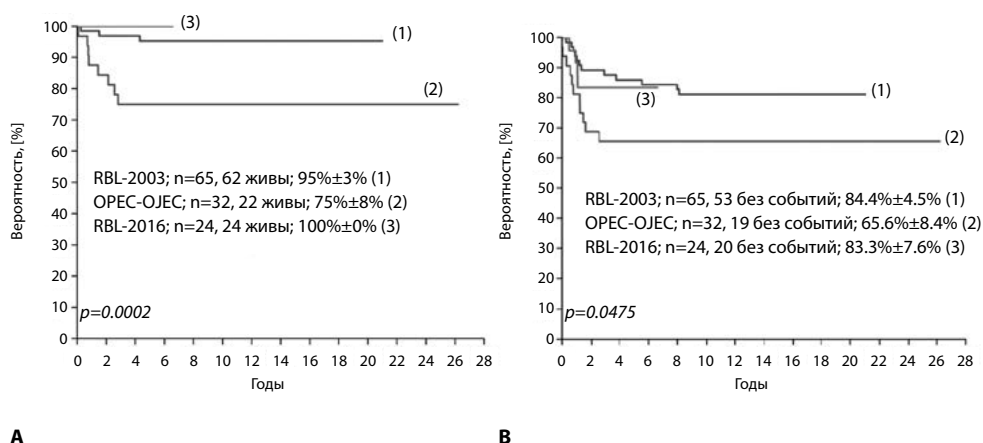 100
90
80
70
60
50
40
30
20
10
0
Вероятность, [%]
(3)
(1)
(2)
RBL-2003; n=65, 62 живы; 95%±3% (1)
OPEC-OJEC; n=32, 22 живы; 75%±8% (2)
RBL-2016; n=24, 24 живы; 100%±0% (3)
p=0.0002
0 2 4 6 8 10 12 14 16 18 20 22 24 26 28
Годы
A
100
90
80
70
60
50
40
30
20
10
0
Вероятность, [%]
(1)
(3)
(2)
RBL-2003; n=65, 53 без событий; 84.4%±4.5% (1)
OPEC-OJEC; n=32, 19 без событий; 65.6%±8.4% (2)
RBL-2016; n=24, 20 без событий; 83.3%±7.6% (3)
p=0.0475
0 2 4 6 8 10 12 14 16 18 20 22 24 26 28
Годы
B